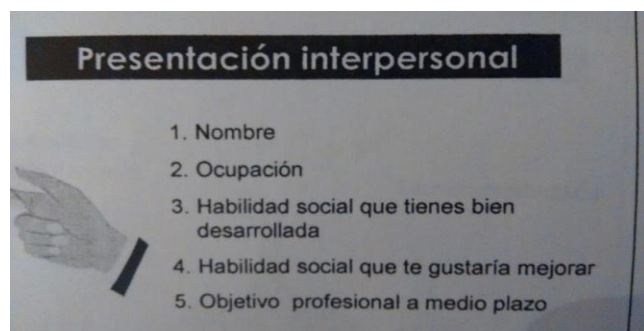 Presentación interpersonal
1. Nombre
2. Ocupación
3. Habilidad social que tienes bien
desarrollada
4. Habilidad social que te gustaría mejorar
5. Objetivo profesional a medio plazo